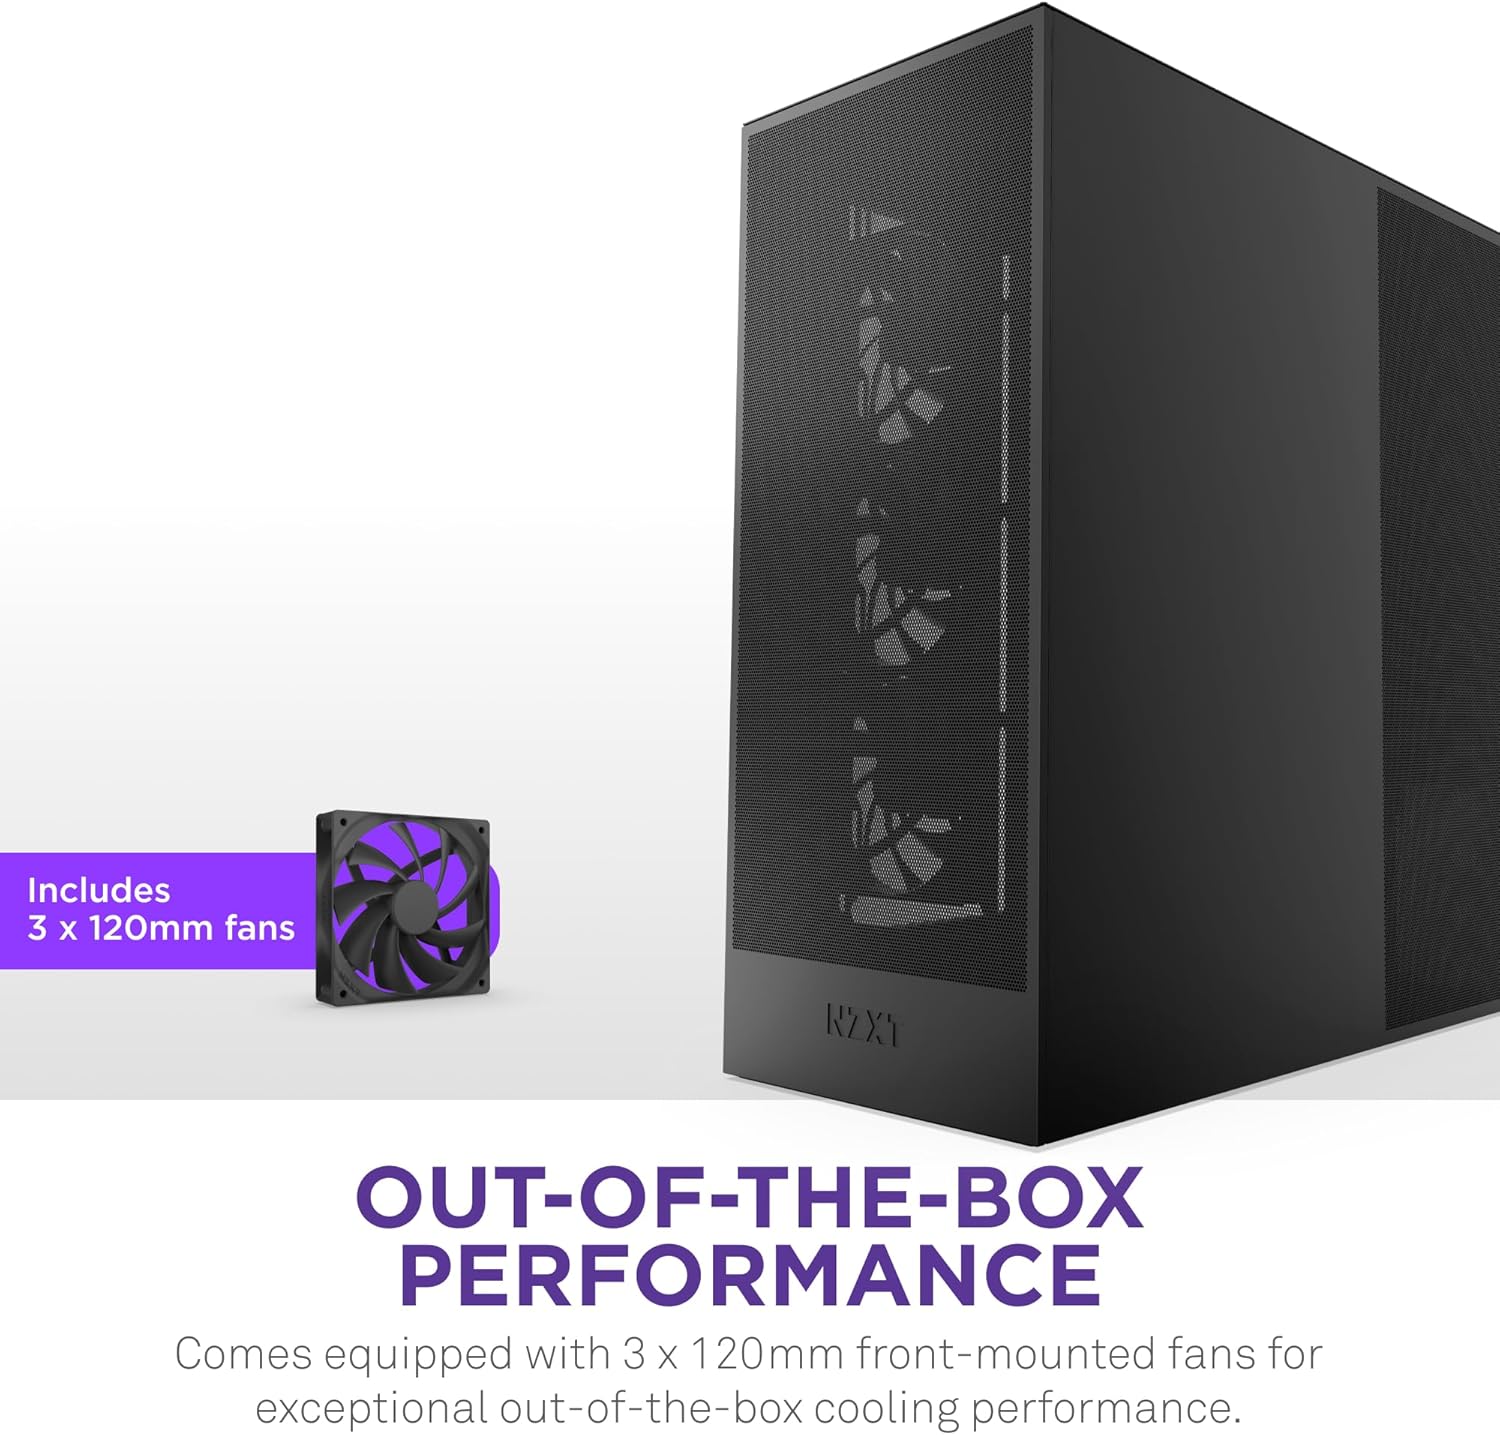 Includes
3 x 120mm fans
NZXT
OUT-OF-THE-BOX
PERFORMANCE
Comes equipped with 3 x 120mm front-mounted fans for
exceptional out-of-the-box cooling performance.